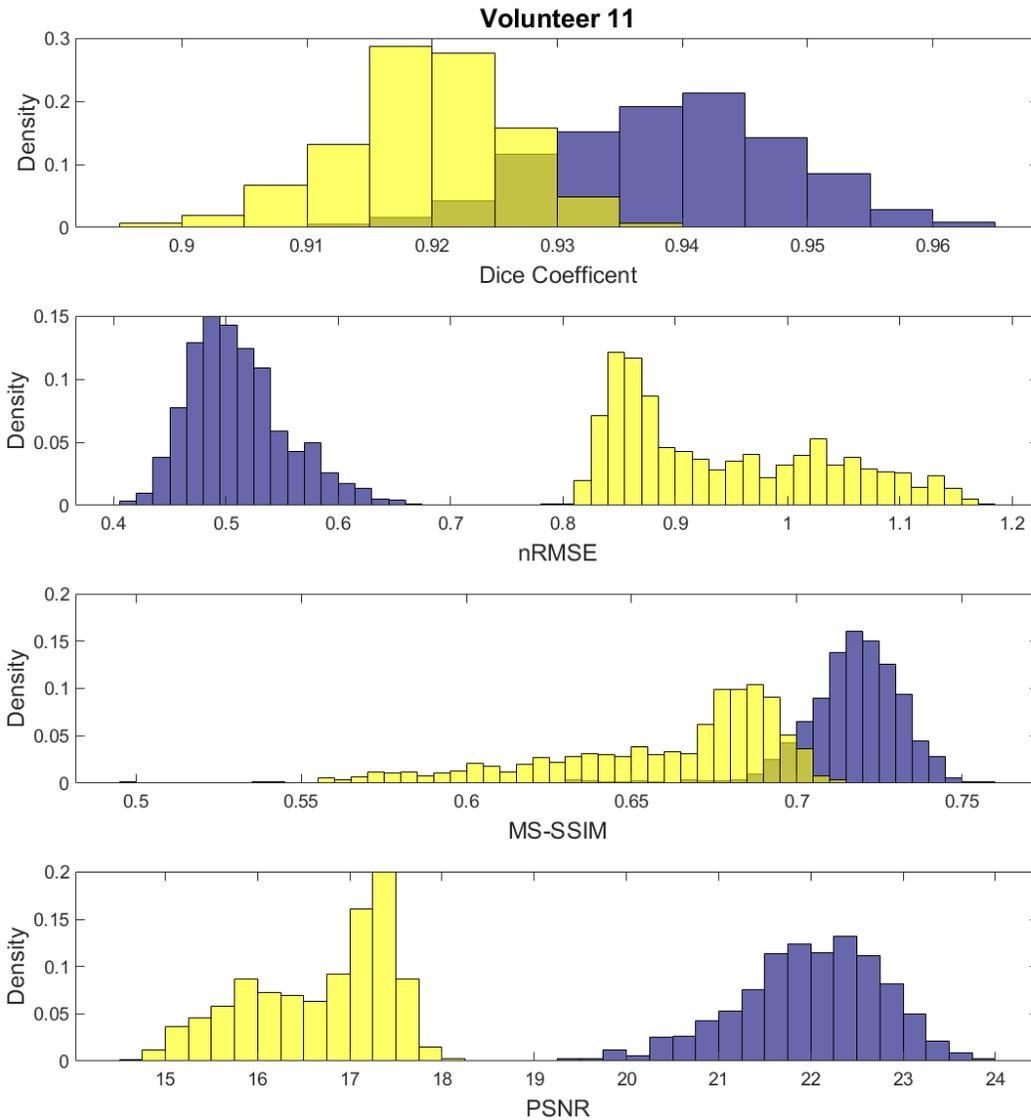 Volunteer 11
0.3
0.2
0.1
0
Density
0.9 0.91 0.92 0.93 0.94 0.95 0.96
Dice Coefficent
0.15
0.1
0.05
0
Density
0.4 0.5 0.6 0.7 0.8 0.9 1 1.1 1.2
nRMSE
0.2
0.15
0.1
0.05
0
Density
0.5 0.55 0.6 0.65 0.7 0.75
MS-SSIM
0.2
0.15
0.1
0.05
0
Density
15 16 17 18 19 20 21 22 23 24
PSNR